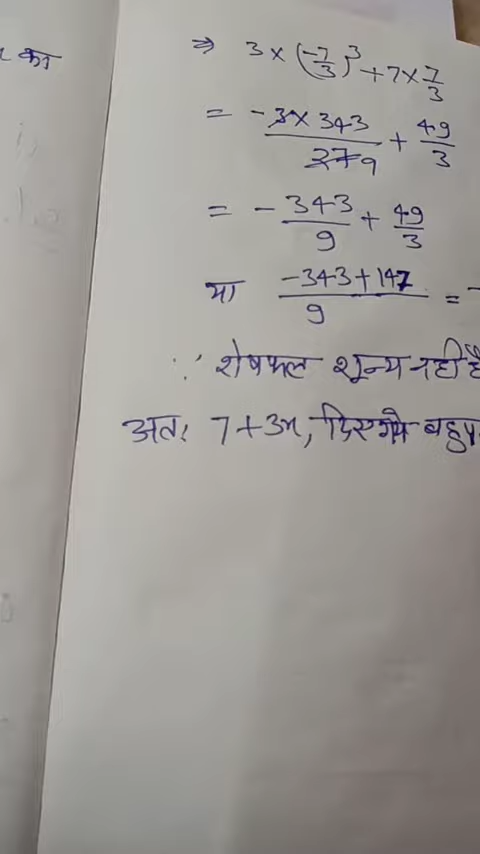 का
⇒ 3 × (-7/3)³ + 7 × 7/3
= -3 × 343 / 27 9 + 49/3
= - 343/9 + 49/3
या -343 + 147 / 9 = -
∵ शेषफल शून्य नही है
अतः 7 + 3x, दिए गये